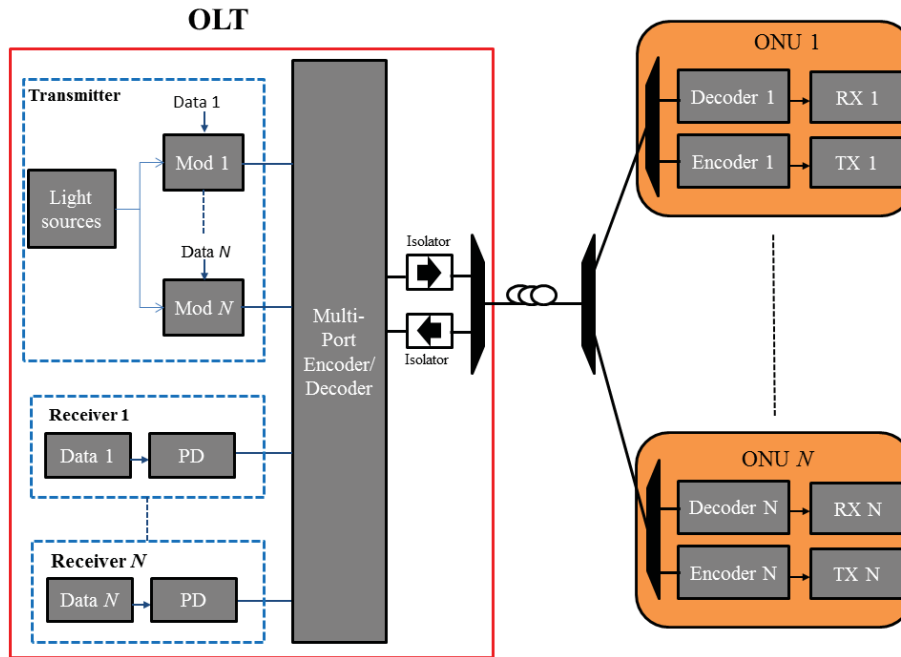 OLT
Transmitter
Data 1
Mod 1
Light
sources
Data N
Mod N
Receiver 1
Data 1
PD
Receiver N
Data N
PD
Multi-
Port
Encoder/
Decoder
Isolator
Isolator
ONU 1
Decoder 1
RX 1
Encoder 1
TX 1
ONU N
Decoder N
RX N
Encoder N
TX N